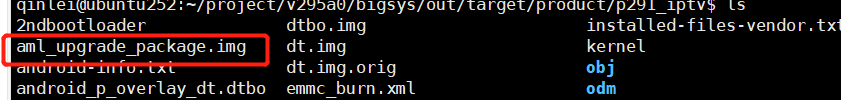 qinlei@ubuntu252:~/project/v295a0/bigsys/out/target/product/p291_iptv$ ls
2ndbootloader dtbo.img installed-files-vendor.txt
aml_upgrade_package.img dt.img kernel
android-info.txt dt.img.orig obj
android_p_overlay_dt.dtbo emmc_burn.xml odm